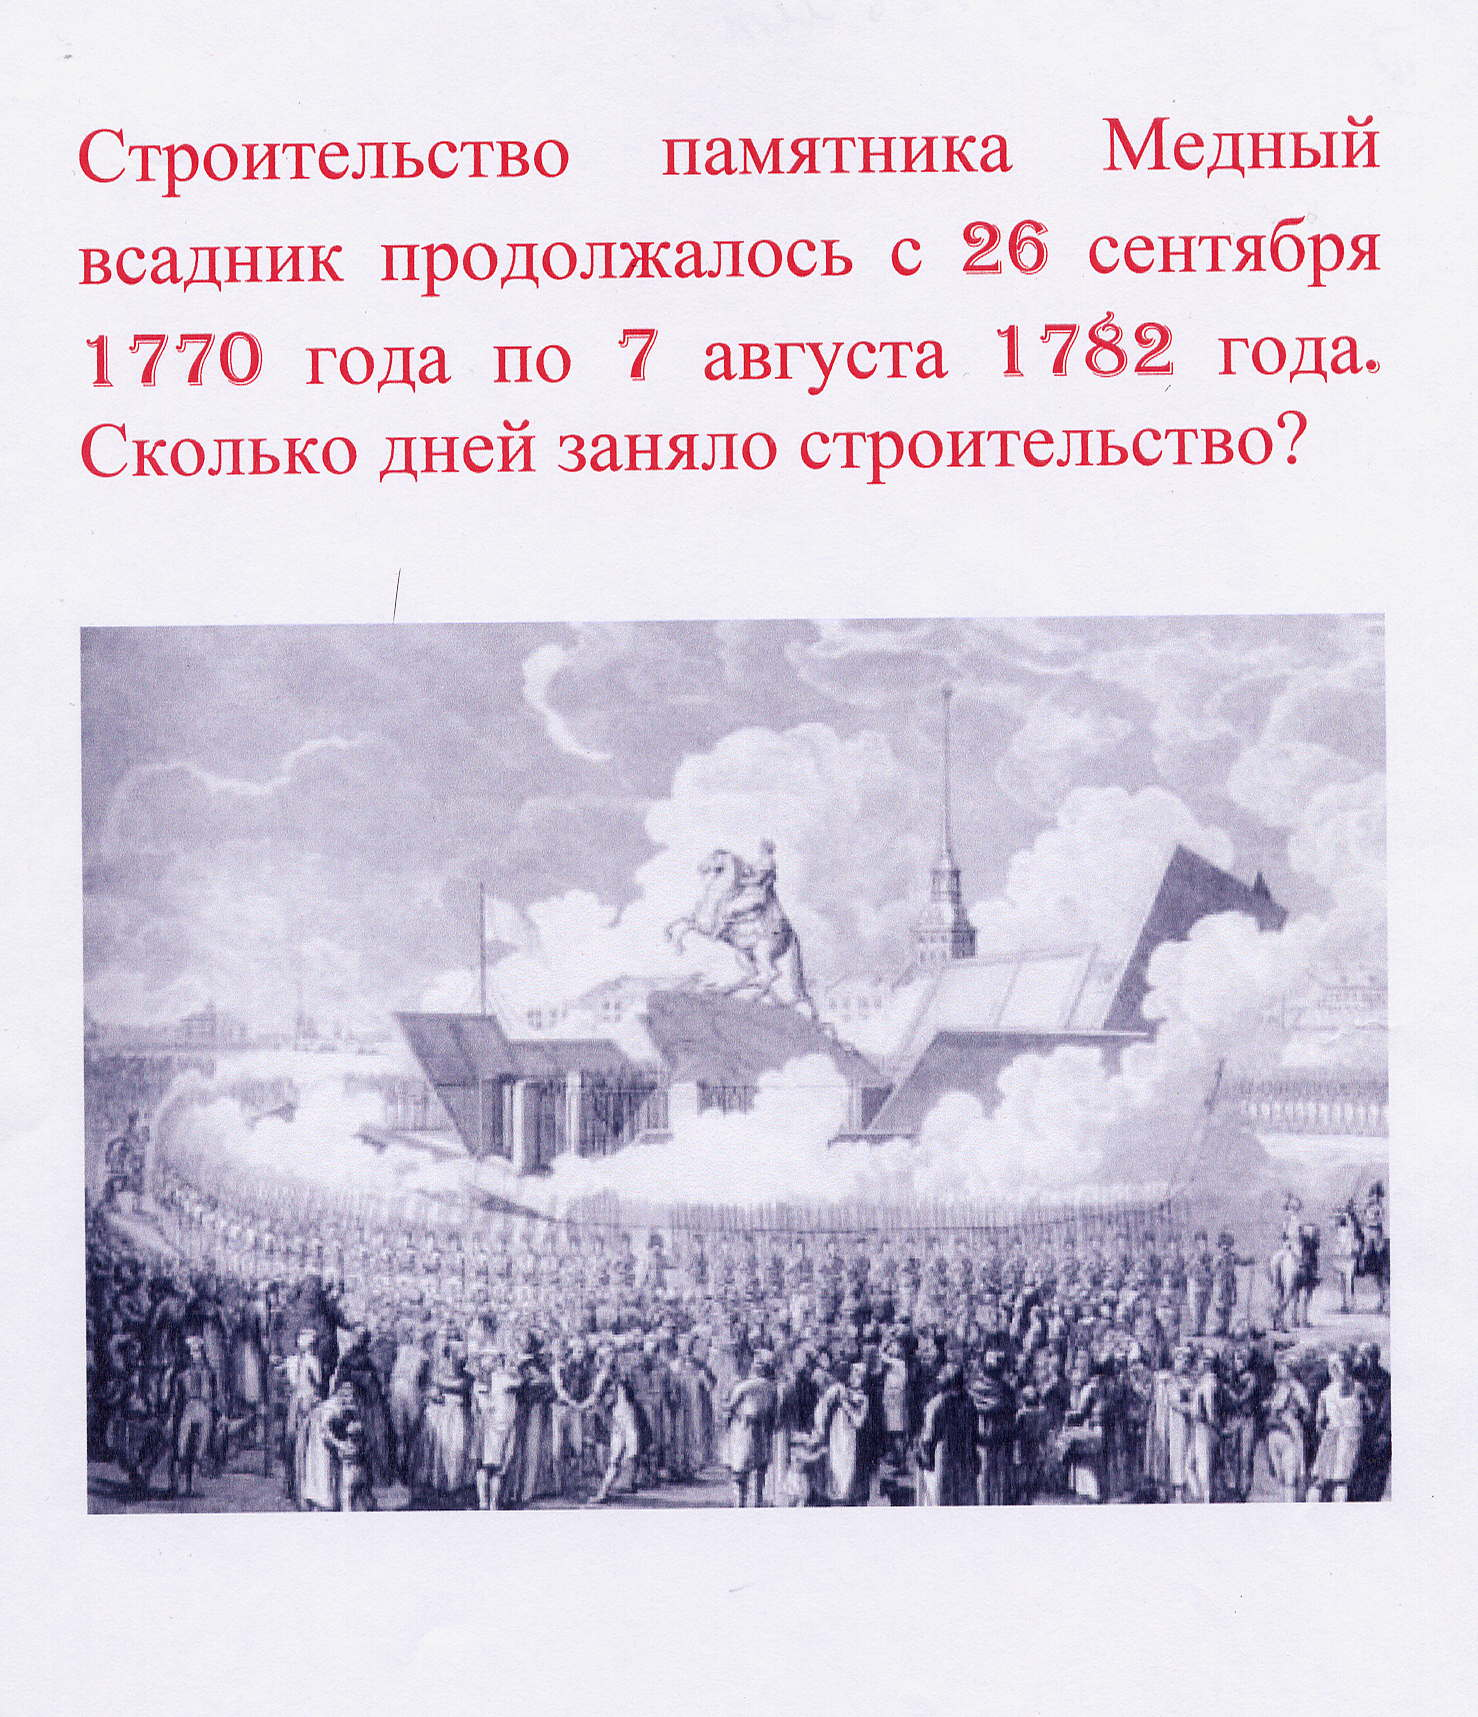 Строительство памятника Медный
всадник продолжалось с 26 сентября
1770 года по 7 августа 1782 года.
Сколько дней заняло строительство?